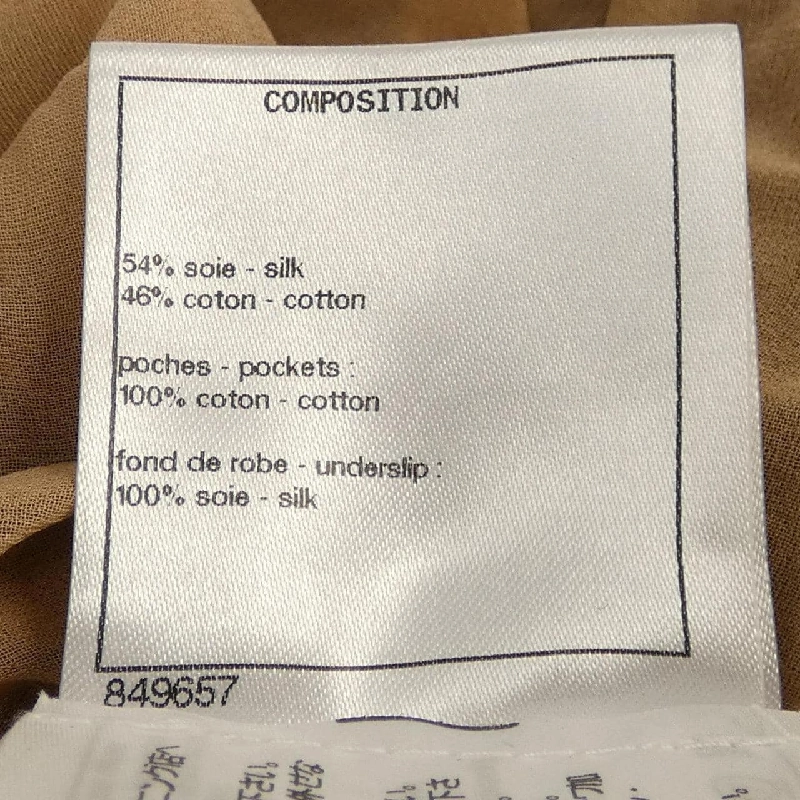 COMPOSITION
54% soie - silk
46% coton - cotton
poches - pockets :
100% coton - cotton
fond de robe - underslip :
100% soie - silk
849657